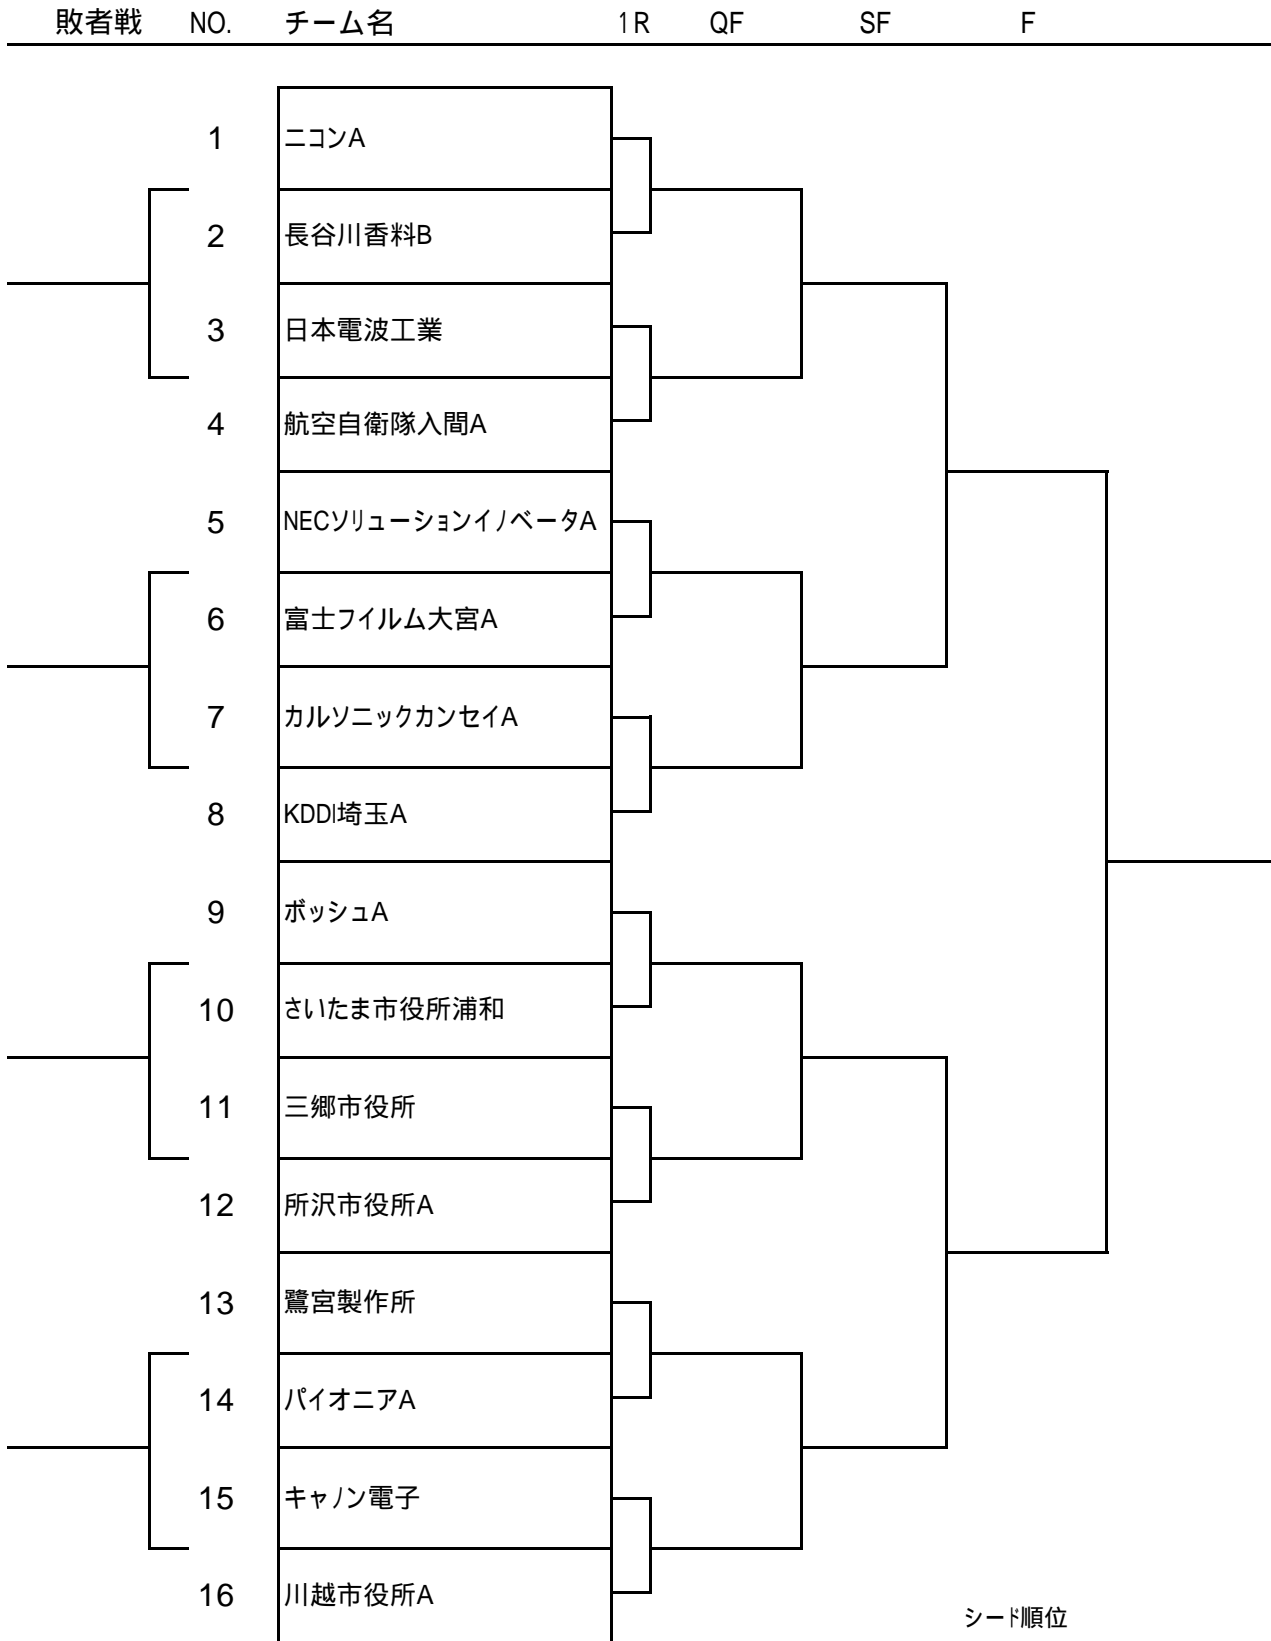 敗者戦 NO. チーム名 1R QF SF F
1 ニコンA
2 長谷川香料B
3 日本電波工業
4 航空自衛隊入間A
5 NECソリューションイノベータA
6 富士フイルム大宮A
7 カルソニックカンセイA
8 KDDI埼玉A
9 ボッシュA
10 さいたま市役所浦和
11 三郷市役所
12 所沢市役所A
13 鷺宮製作所
14 パイオニアA
15 キャノン電子
16 川越市役所A
シード順位